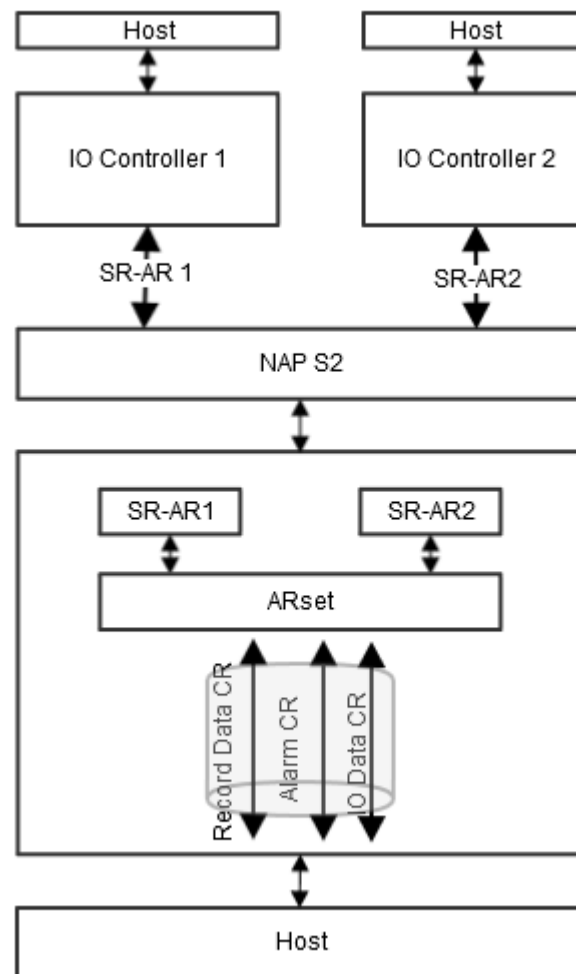 Host
Host
IO Controller 1
IO Controller 2
SR-AR 1
SR-AR2
NAP S2
SR-AR1
SR-AR2
ARset
Record Data CR
Alarm CR
IO Data CR
Host